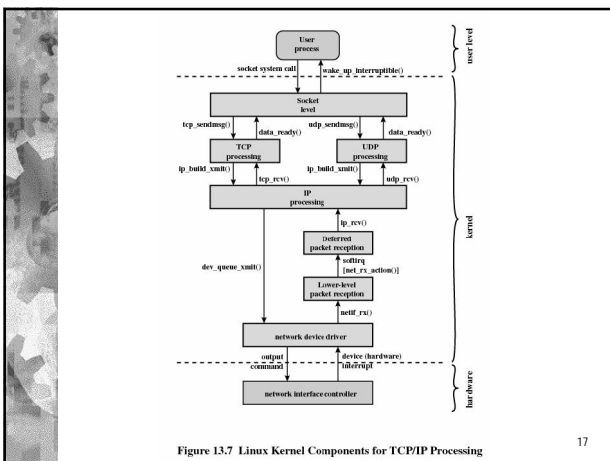 User
process
user level
socket system call
wake_up_interruptible()
Socket
level
tcp_sendmsg()
data_ready()
udp_sendmsg()
data_ready()
TCP
processing
UDP
processing
ip_build_xmit()
tcp_rcv()
ip_build_xmit()
udp_rcv()
IP
processing
ip_rcv()
Deferred
packet reception
kernel
softirq
[net_rx_action()]
dev_queue_xmit()
Lower-level
packet reception
netif_rx()
network device driver
output
command
device (hardware)
interrupt
network interface controller
hardware
Figure 13.7 Linux Kernel Components for TCP/IP Processing
17